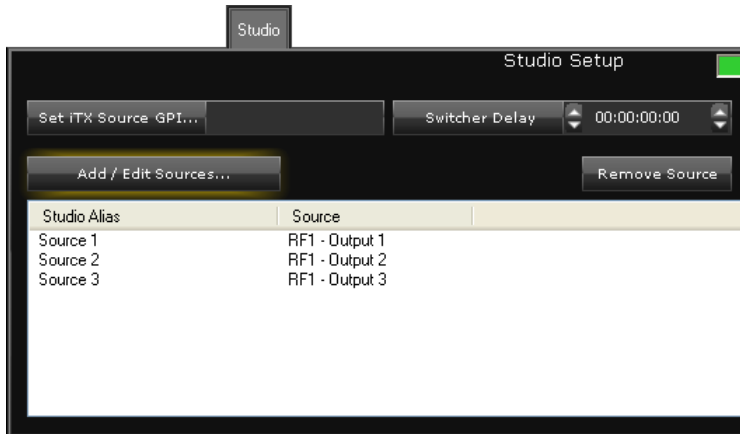 Studio
Studio Setup
Set iTX Source GPI...
Switcher Delay 00:00:00:00
Add / Edit Sources...
Remove Source
Studio Alias Source
Source 1 RF1 - Output 1
Source 2 RF1 - Output 2
Source 3 RF1 - Output 3